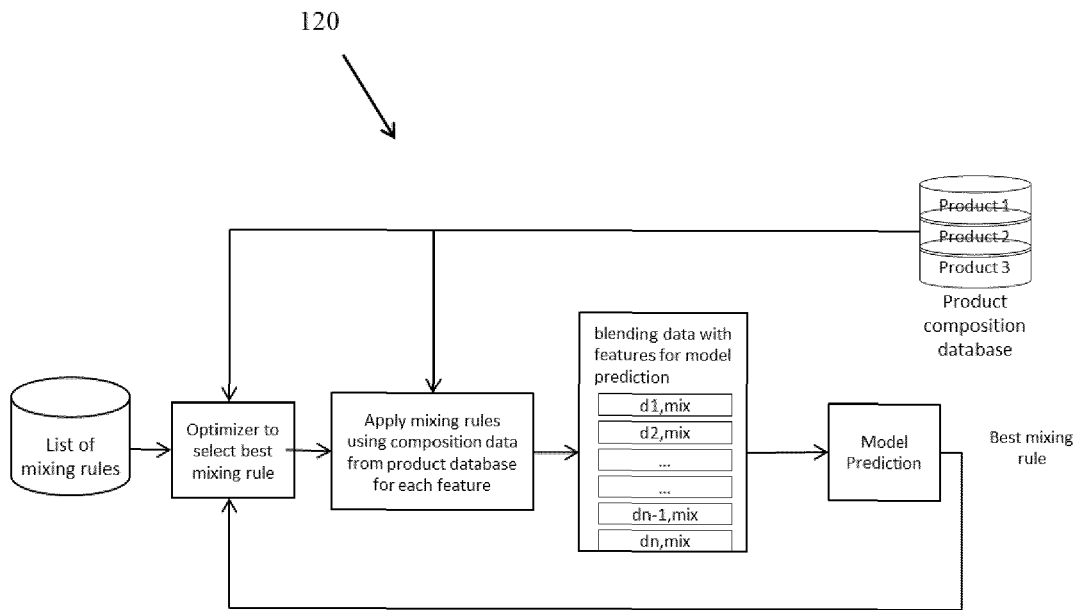 120
Product 1
Product 2
Product 3
Product
composition
database
blending data with
features for model
prediction
d1,mix
d2,mix
...
...
dn-1,mix
dn,mix
List of
mixing rules
Optimizer to
select best
mixing rule
Apply mixing rules
using composition data
from product database
for each feature
Model
Prediction
Best mixing
rule